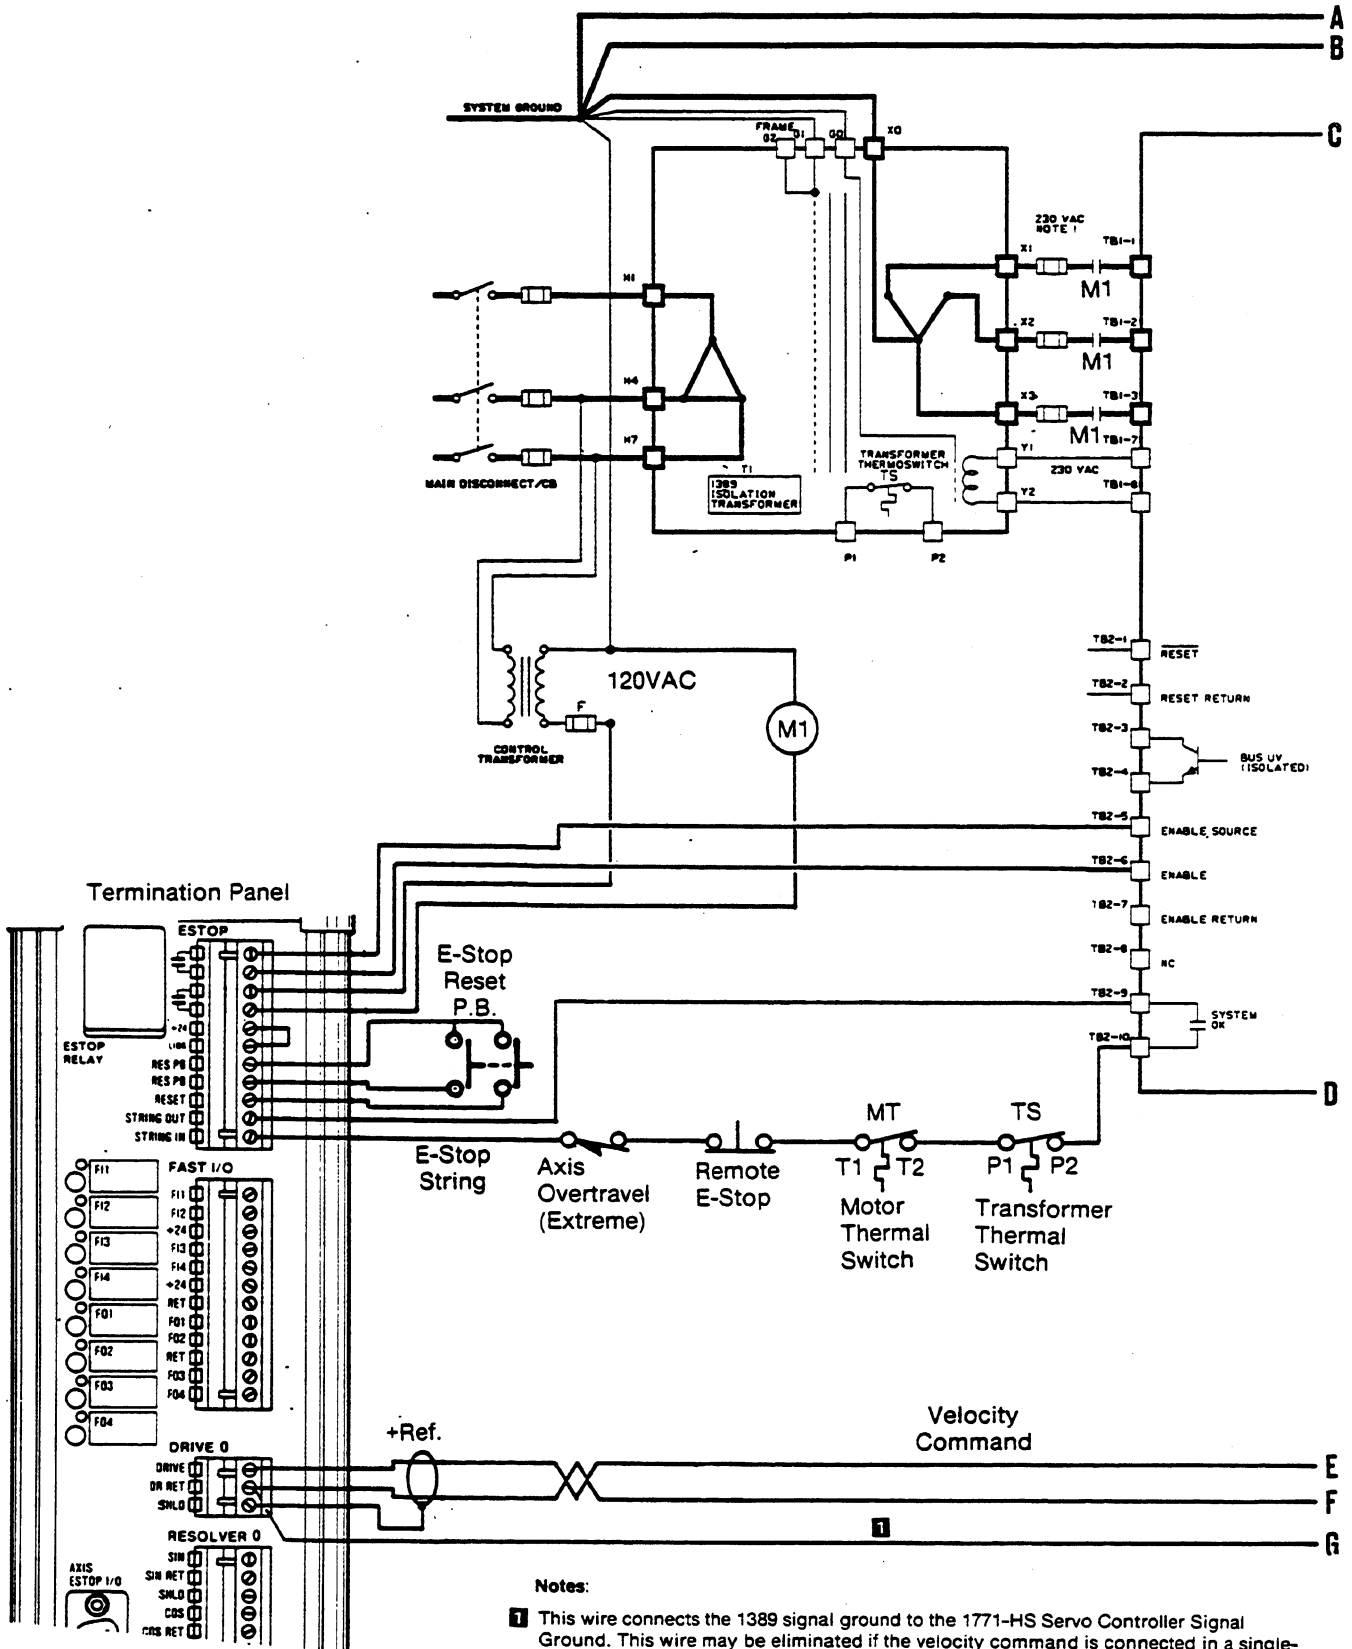 A
B
SYSTEM GROUND
FRAME
G2
G1
G0
X0
C
230 VAC
NOTE 1
X1
TB1-1
M1
H1
X2
TB1-2
M1
H4
X3
TB1-3
M1
TB1-7
H7
Y1
230 VAC
MAIN DISCONNECT/CB
T1
1389
ISOLATION
TRANSFORMER
TRANSFORMER
THERMOSWITCH
TS
Y2
TB1-8
P1
P2
TB2-1
RESET
TB2-2
RESET RETURN
120VAC
F
M1
CONTROL
TRANSFORMER
TB2-3
TB2-4
BUS UV
(ISOLATED)
TB2-5
ENABLE SOURCE
TB2-6
ENABLE
TB2-7
ENABLE RETURN
TB2-8
NC
TB2-9
TB2-10
SYSTEM
OK
D
Termination Panel
ESTOP
ESTOP
RELAY
+24
RES PB
RES PB
RESET
STRING OUT
STRING IN
E-Stop
Reset
P.B.
E-Stop
String
Axis
Overtravel
(Extreme)
Remote
E-Stop
MT
T1 T2
Motor
Thermal
Switch
TS
P1 P2
Transformer
Thermal
Switch
FAST I/O
FI1
FI2
FI3
FI4
FO1
FO2
FO3
FO4
FI1
FI2
+24
FI3
FI4
+24
RET
FO1
FO2
RET
FO3
FO4
DRIVE 0
DRIVE
DR RET
SHLD
+Ref.
Velocity
Command
E
F
1
G
RESOLVER 0
SIN
SIN RET
SHLD
COS
COS RET
AXIS
ESTOP I/O
Notes:
1 This wire connects the 1389 signal ground to the 1771-HS Servo Controller Signal
Ground. This wire may be eliminated if the velocity command is connected in a single-